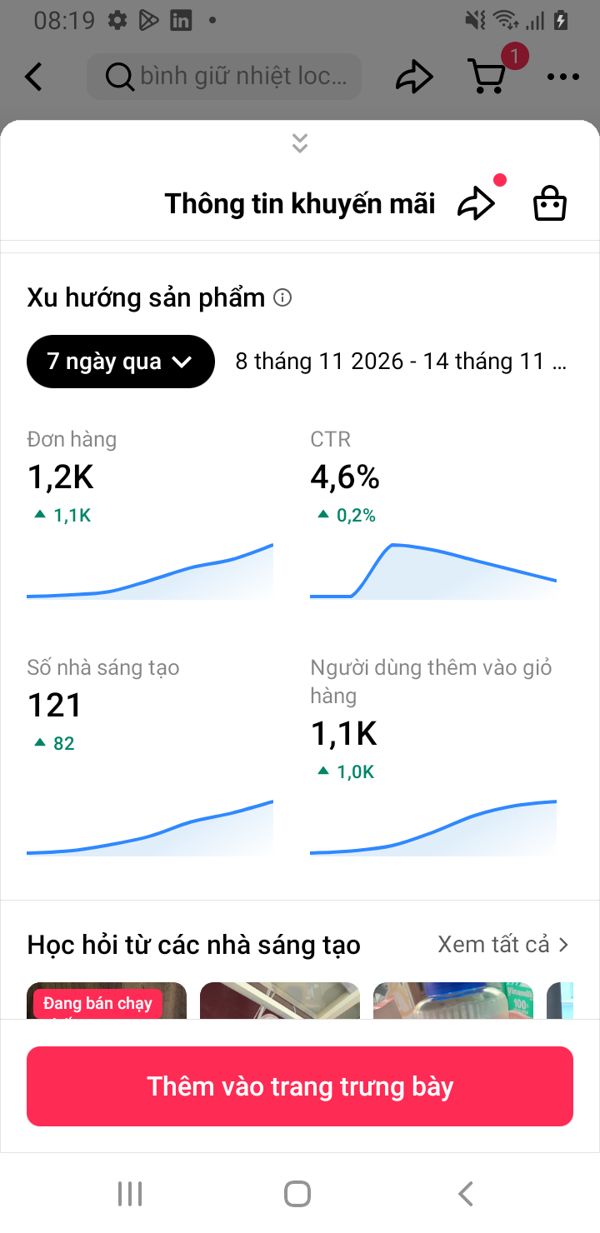 08:19
bình giữ nhiệt loc...
1
Thông tin khuyến mãi
Xu hướng sản phẩm
7 ngày qua
8 tháng 11 2026 - 14 tháng 11 ...
Đơn hàng
1,2K
1,1K
CTR
4,6%
0,2%
Số nhà sáng tạo
121
82
Người dùng thêm vào giỏ
hàng
1,1K
1,0K
Học hỏi từ các nhà sáng tạo
Xem tất cả
Đang bán chạy
100%
Thêm vào trang trưng bày